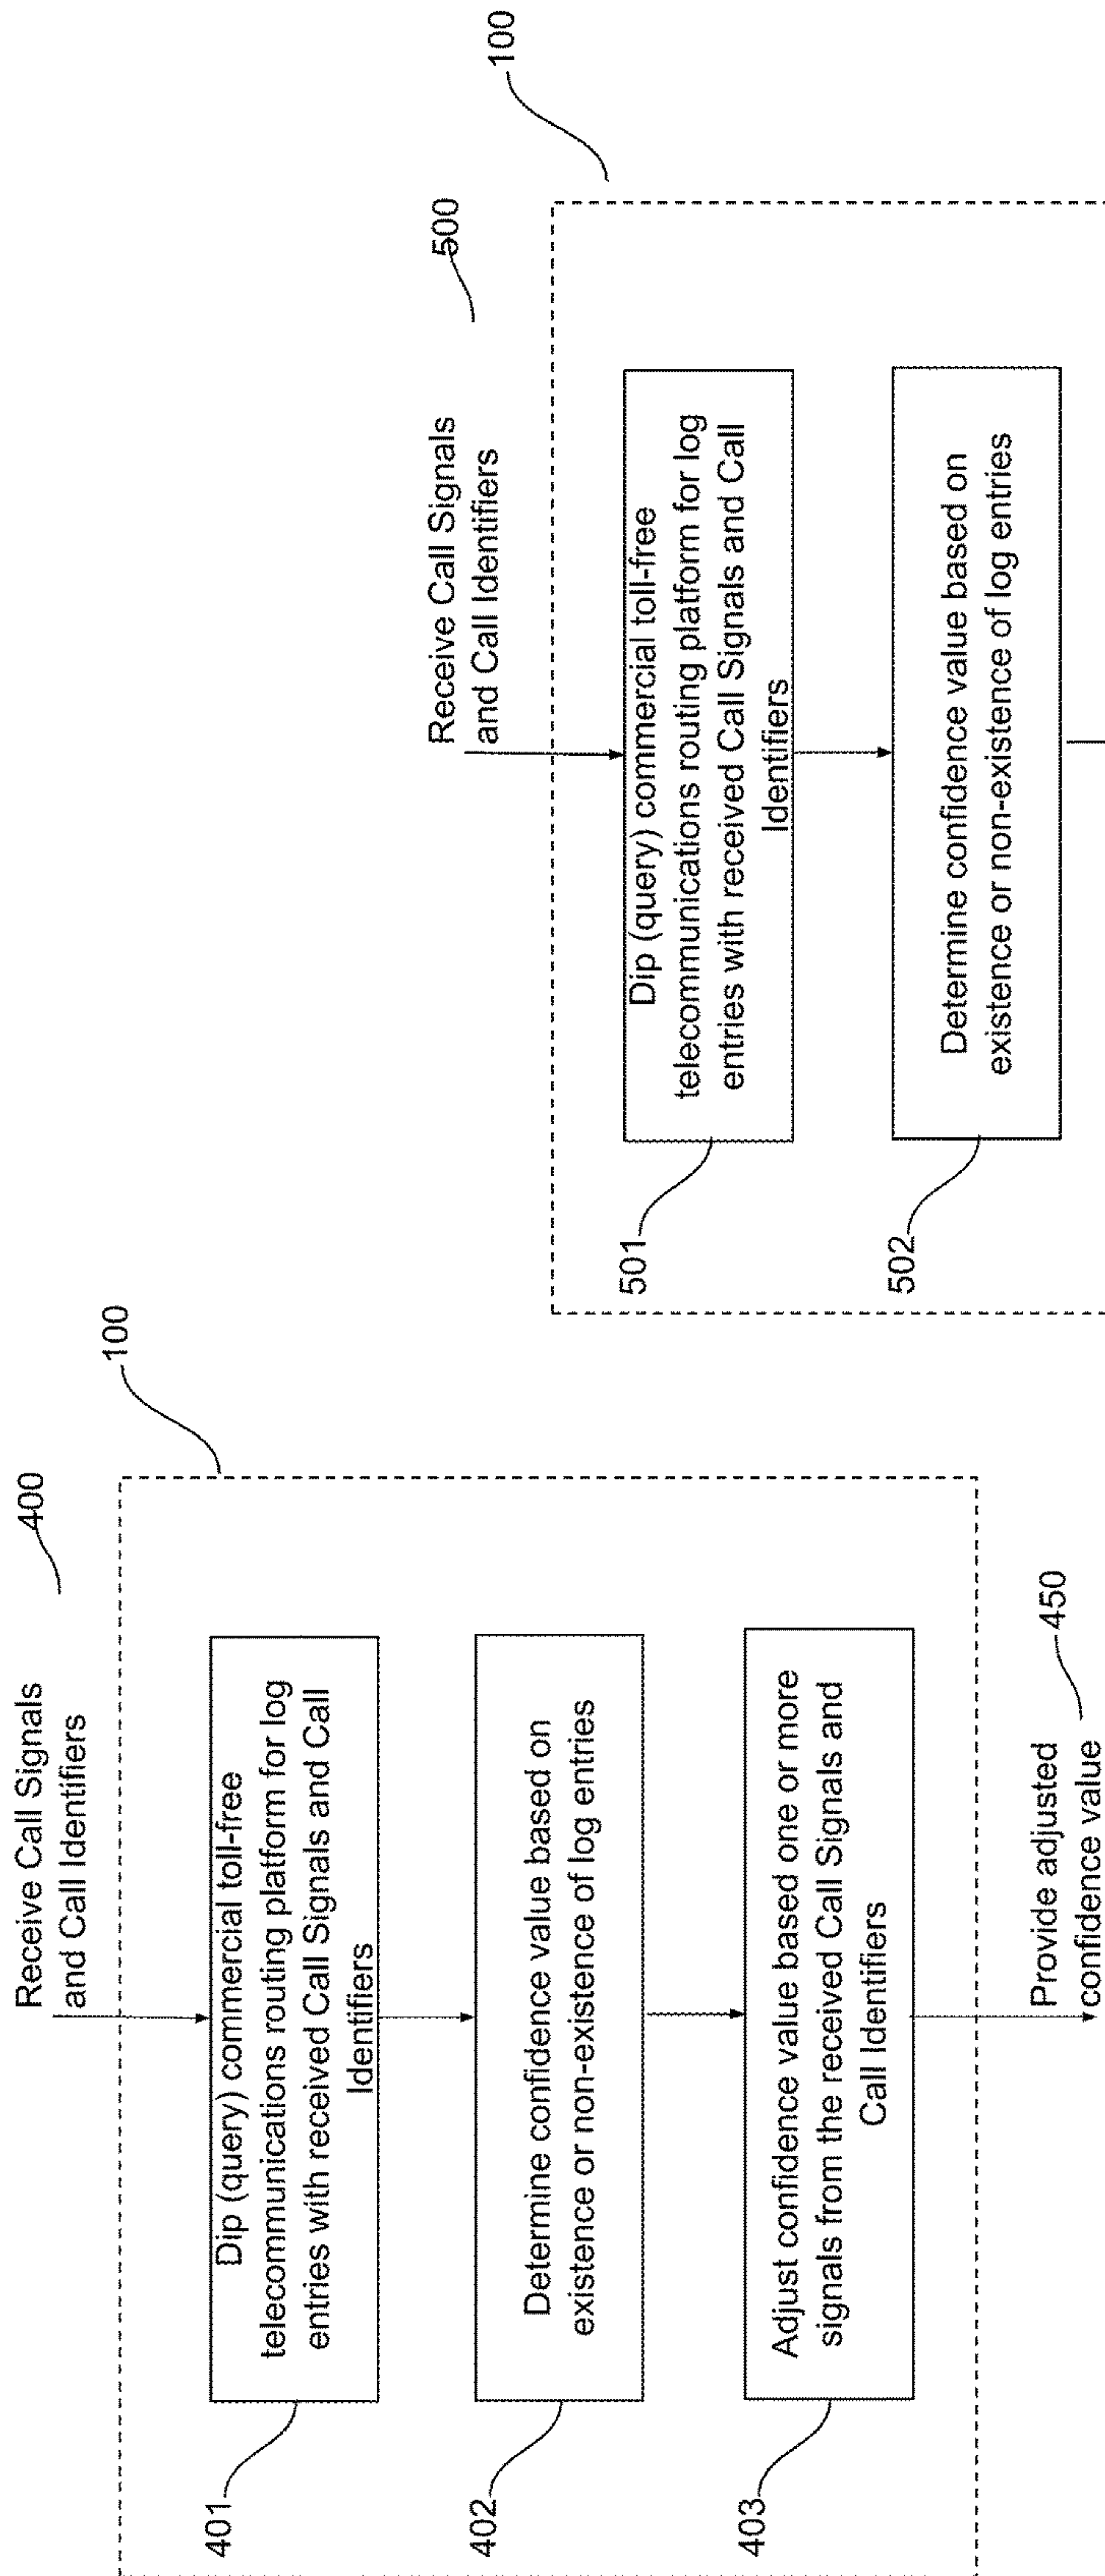 400
Receive Call Signals
and Call Identifiers
100
401
Dip (query) commercial toll-free
telecommunications routing platform for log
entries with received Call Signals and Call
Identifiers
402
Determine confidence value based on
existence or non-existence of log entries
403
Adjust confidence value based one or more
signals from the received Call Signals and
Call Identifiers
Provide adjusted
confidence value
450
500
Receive Call Signals
and Call Identifiers
100
501
Dip (query) commercial toll-free
telecommunications routing platform for log
entries with received Call Signals and Call
Identifiers
502
Determine confidence value based on
existence or non-existence of log entries